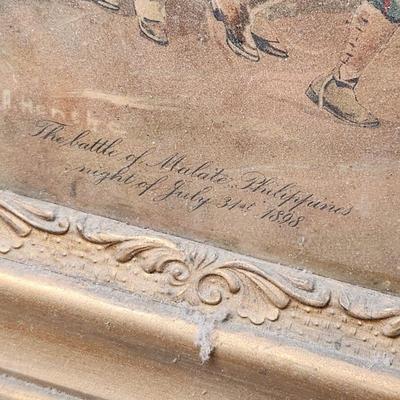 The battle of Malate. Philippines
night of July 31st 1898